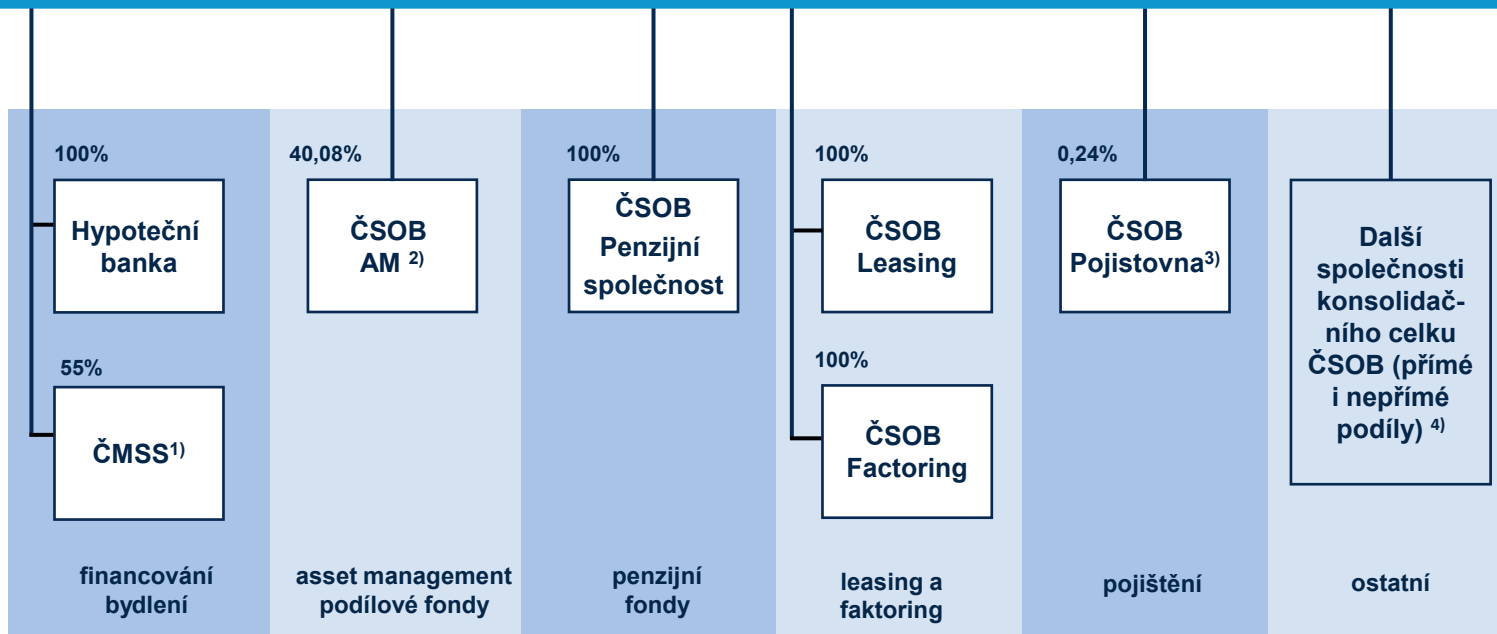 100%
Hypoteční
banka
55%
ČMSS1)
financování
bydlení
40,08%
ČSOB
AM 2)
asset management
podílové fondy
100%
ČSOB
Penzijní
společnost
penzijní
fondy
100%
ČSOB
Leasing
100%
ČSOB
Factoring
leasing a
faktoring
0,24%
ČSOB
Pojistovna3)
pojištění
Další
společnosti
konsolidač-
ního celku
ČSOB (přímé
i nepřímé
podíly) 4)
ostatní